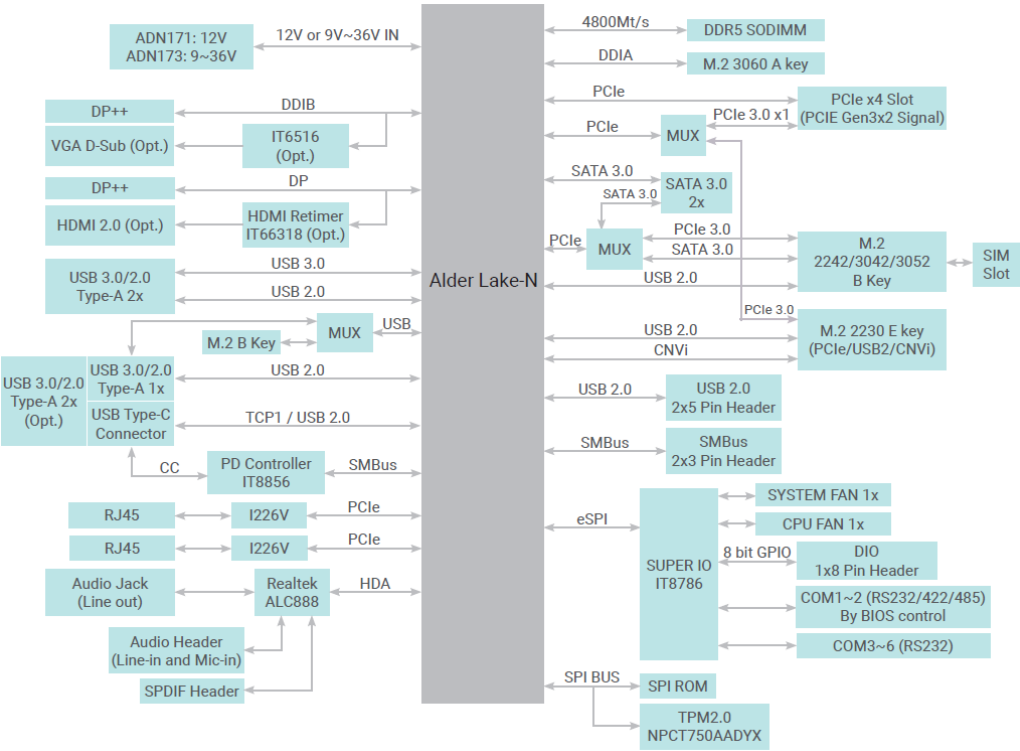 ADN171: 12V
ADN173: 9~36V
12V or 9V~36V IN
DP++
DDIB
VGA D-Sub (Opt.)
IT6516
(Opt.)
DP++
DP
HDMI 2.0 (Opt.)
HDMI Retimer
IT66318 (Opt.)
USB 3.0/2.0
Type-A 2x
USB 3.0
USB 2.0
M.2 B Key
MUX
USB
USB 3.0/2.0
Type-A 2x
(Opt.)
USB 3.0/2.0
Type-A 1x
USB 2.0
USB Type-C
Connector
TCP1 / USB 2.0
CC
PD Controller
IT8856
SMBus
RJ45
I226V
PCIe
RJ45
I226V
PCIe
Audio Jack
(Line out)
Realtek
ALC888
HDA
Audio Header
(Line-in and Mic-in)
SPDIF Header
Alder Lake-N
4800Mt/s
DDR5 SODIMM
DDIA
M.2 3060 A key
PCIe
PCIe x4 Slot
(PCIE Gen3x2 Signal)
PCIe
MUX
PCIe 3.0 x1
SATA 3.0
SATA 3.0
SATA 3.0
2x
PCIe
MUX
PCIe 3.0
SATA 3.0
USB 2.0
M.2
2242/3042/3052
B Key
SIM
Slot
PCIe 3.0
USB 2.0
CNVi
M.2 2230 E key
(PCIe/USB2/CNVi)
USB 2.0
USB 2.0
2x5 Pin Header
SMBus
SMBus
2x3 Pin Header
eSPI
SUPER IO
IT8786
SYSTEM FAN 1x
CPU FAN 1x
8 bit GPIO
DIO
1x8 Pin Header
COM1~2 (RS232/422/485)
By BIOS control
COM3~6 (RS232)
SPI BUS
SPI ROM
TPM2.0
NPCT750AADYX